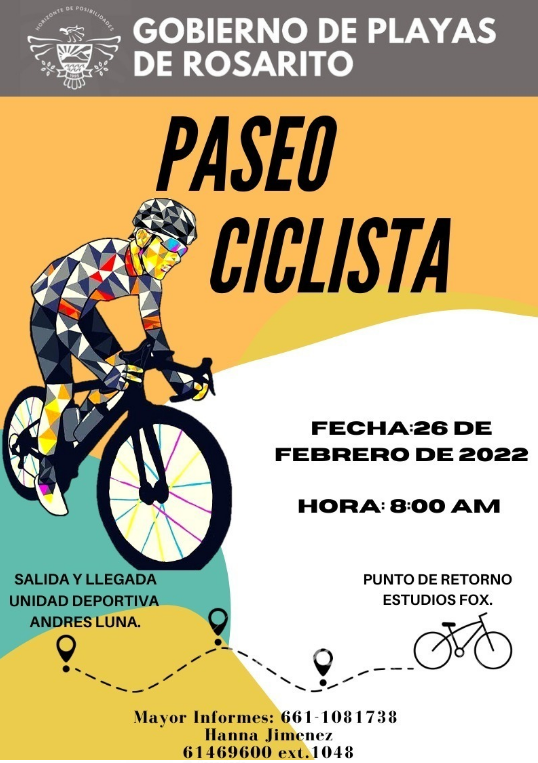 HORIZONTE DE POSIBILIDADES
GOBIERNO DE PLAYAS
DE ROSARITO
PASEO
CICLISTA
FECHA:26 DE
FEBRERO DE 2022
HORA: 8:00 AM
SALIDA Y LLEGADA
UNIDAD DEPORTIVA
ANDRES LUNA.
PUNTO DE RETORNO
ESTUDIOS FOX.
Mayor Informes: 661-1081738
Hanna Jimenez
61469600 ext.1048